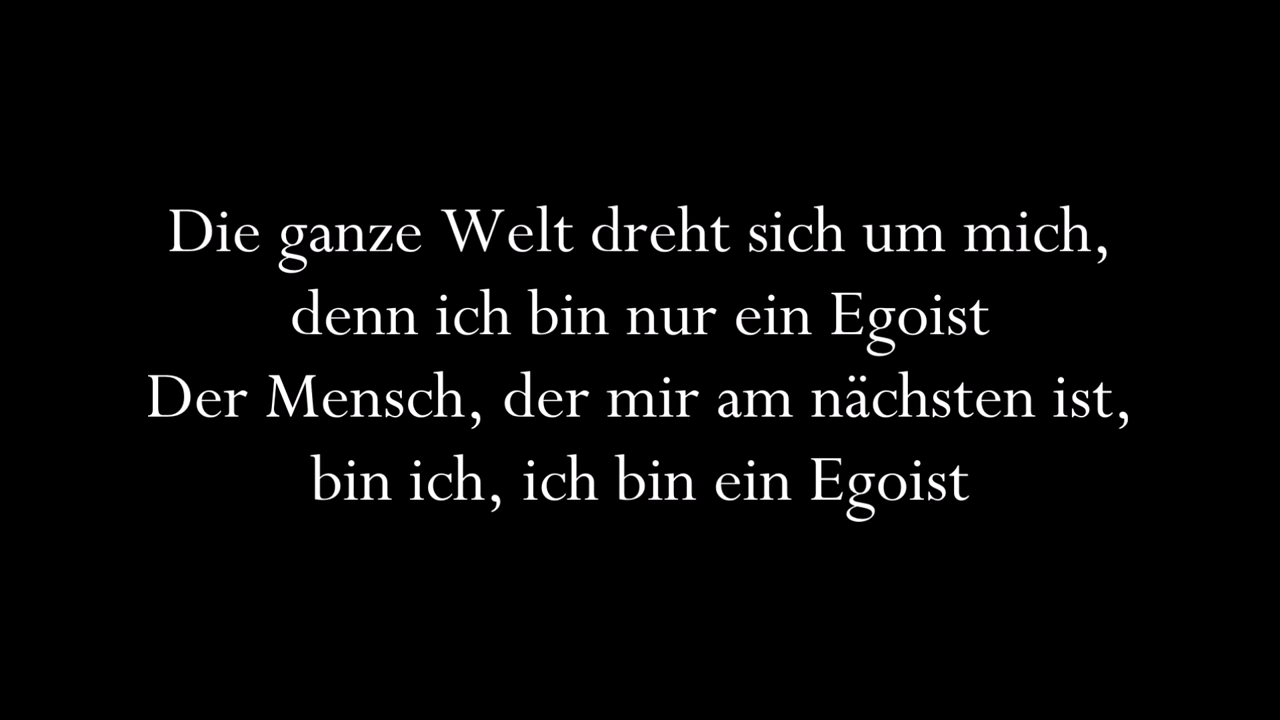 Die ganze Welt dreht sich um mich,
denn ich bin nur ein Egoist
Der Mensch, der mir am nächsten ist,
bin ich, ich bin ein Egoist